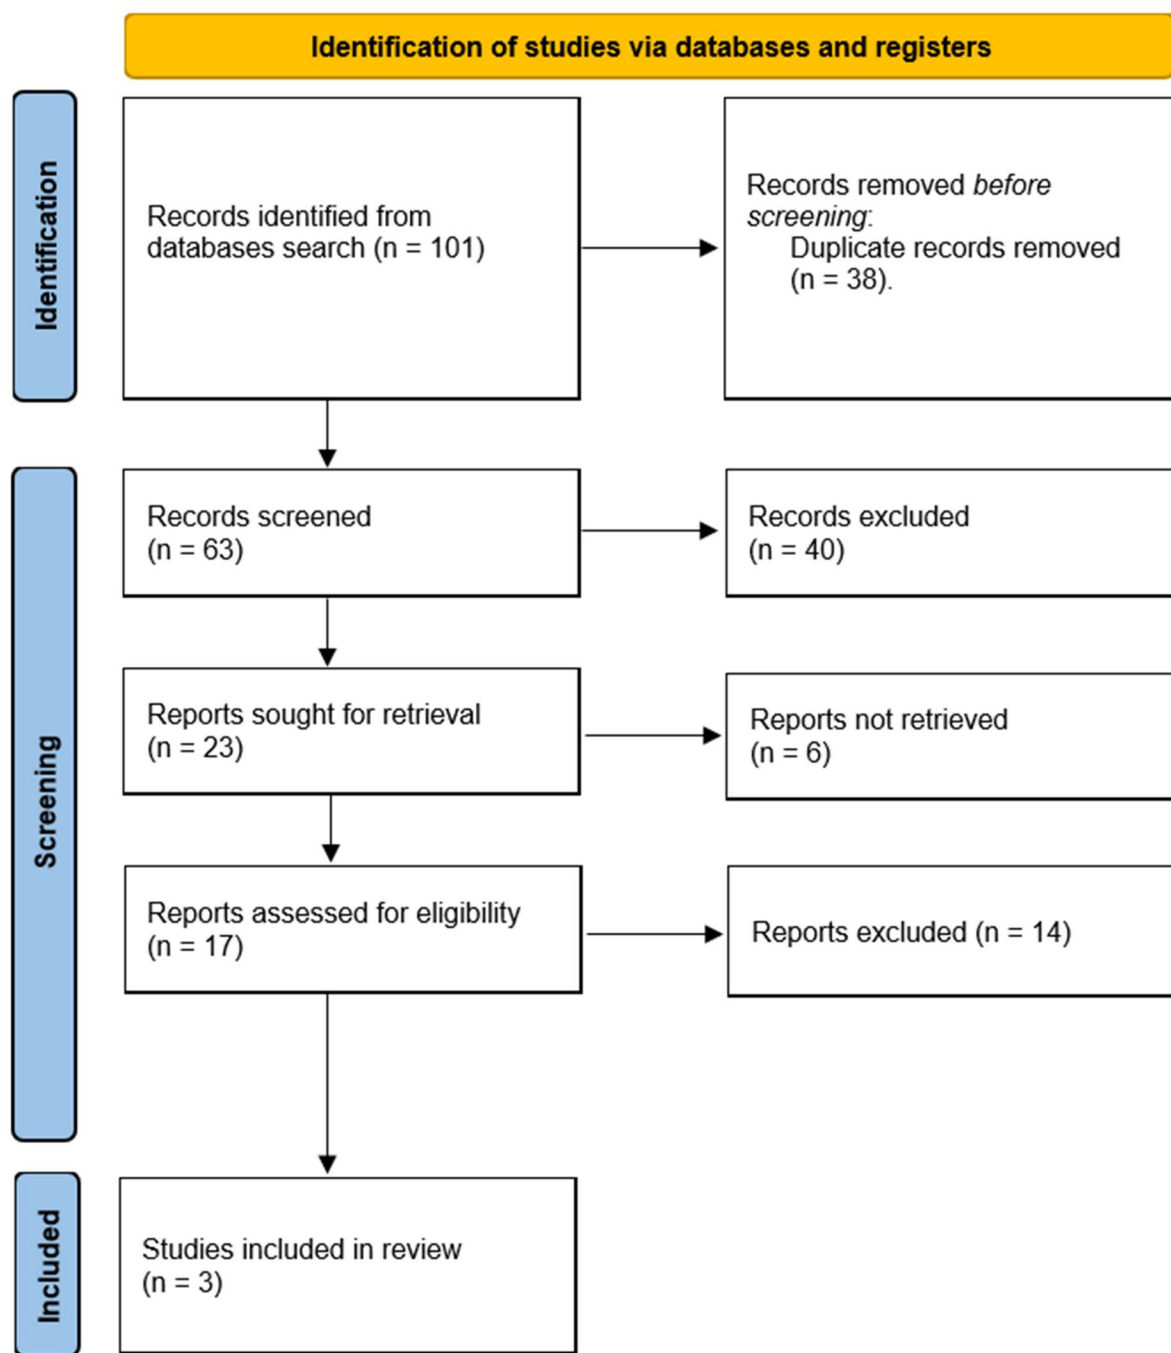 Identification of studies via databases and registers
Identification
Records identified from
databases search (n = 101)
Records removed before
screening:
Duplicate records removed
(n = 38).
Screening
Records screened
(n = 63)
Records excluded
(n = 40)
Reports sought for retrieval
(n = 23)
Reports not retrieved
(n = 6)
Reports assessed for eligibility
(n = 17)
Reports excluded (n = 14)
Included
Studies included in review
(n = 3)